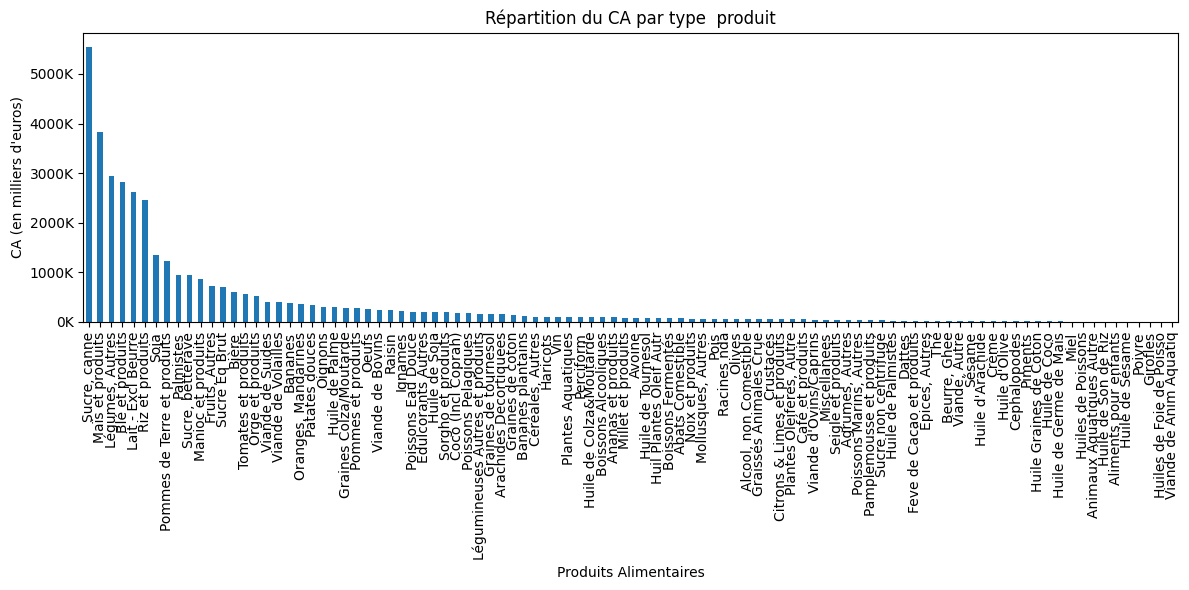 Répartition du CA par type  produit
CA (en milliers d'euros)
5000K
4000K
3000K
2000K
1000K
0K
Sucre, canne
Maïs et produits
Légumes, Autres
Blé et produits
Lait - Excl Beurre
Riz et produits
Soja
Pommes de Terre et produits
Palmistes
Sucre, betterave
Manioc et produits
Fruits, Autres
Sucre Eq Brut
Bière
Tomates et produits
Orge et produits
Viande de Suides
Viande de Volailles
Bananes
Oranges, Mandarines
Patates douces
Oignons
Huile de Palme
Graines Colza/Moutarde
Pommes et produits
Oeufs
Viande de Bovins
Raisin
Ignames
Poissons Eau Douce
Edulcorants Autres
Huile de Soja
Sorgho et produits
Coco (Incl Coprah)
Poissons Pelagiques
Légumineuses Autres et produits
Graines de tournesol
Arachides Decortiquees
Graines de coton
Bananes plantains
Céréales, Autres
Haricots
Vin
Plantes Aquatiques
Perciform
Huile de Colza&Moutarde
Boissons Alcooliques
Ananas et produits
Millet et produits
Avoine
Huile de Tournesol
Huil Plantes Oleif Autr
Boissons Fermentés
Abats Comestible
Noix et produits
Mollusques, Autres
Pois
Racines nda
Olives
Alcool, non Comestible
Graisses Animales Crue
Crustacés
Citrons & Limes et produits
Plantes Oleiferes, Autre
Café et produits
Viande d'Ovins/Caprins
Miscellanees
Seigle et produits
Agrumes, Autres
Poissons Marins, Autres
Pamplemousse et produits
Sucre non centrifugé
Huile de Palmistes
Dattes
Feve de Cacao et produits
Epices, Autres
Thé
Beurre, Ghee
Viande, Autre
Sésame
Huile d'Arachide
Crème
Huile d'Olive
Cephalopodes
Piments
Huile Graines de Coton
Huile de Coco
Huile de Germe de Maïs
Miel
Huiles de Poissons
Animaux Aquatiques Autre
Huile de Son de Riz
Aliments pour enfants
Huile de Sésame
Poivre
Girofles
Huiles de Foie de Poisso
Viande de Anim Aquatiq
Produits Alimentaires